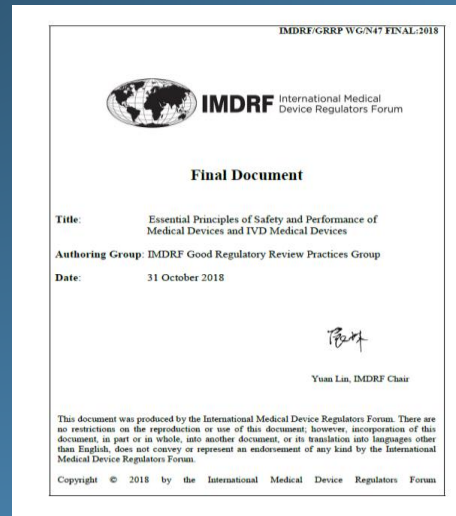 IMDRF/GRRP WG/N47 FINAL:2018
IMDRF International Medical
Device Regulators Forum
Final Document
Title: Essential Principles of Safety and Performance of
Medical Devices and IVD Medical Devices
Authoring Group: IMDRF Good Regulatory Review Practices Group
Date: 31 October 2018
Yuan Lin, IMDRF Chair
This document was produced by the International Medical Device Regulators Forum. There are
no restrictions on the reproduction or use of this document; however, incorporation of this
document, in part or in whole, into another document, or its translation into languages other
than English, does not convey or represent an endorsement of any kind by the International
Medical Device Regulators Forum.
Copyright © 2018 by the International Medical Device Regulators Forum